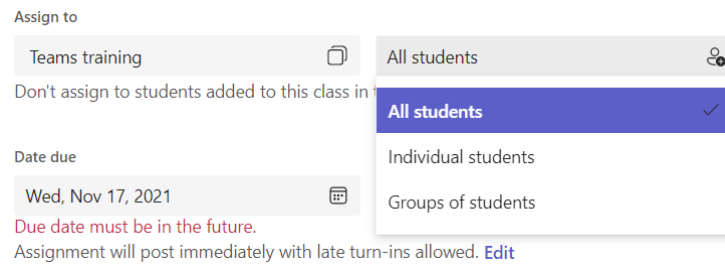 Assign to
Teams training
All students
Don't assign to students added to this class in
All students
Individual students
Groups of students
Date due
Wed, Nov 17, 2021
Due date must be in the future.
Assignment will post immediately with late turn-ins allowed. Edit